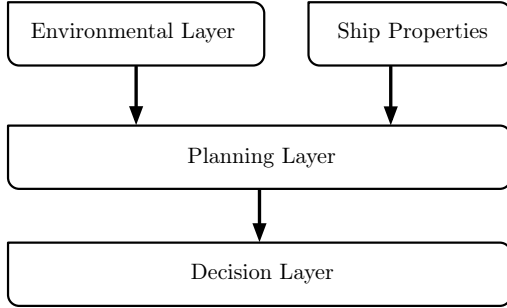 Environmental Layer
Ship Properties
Planning Layer
Decision Layer